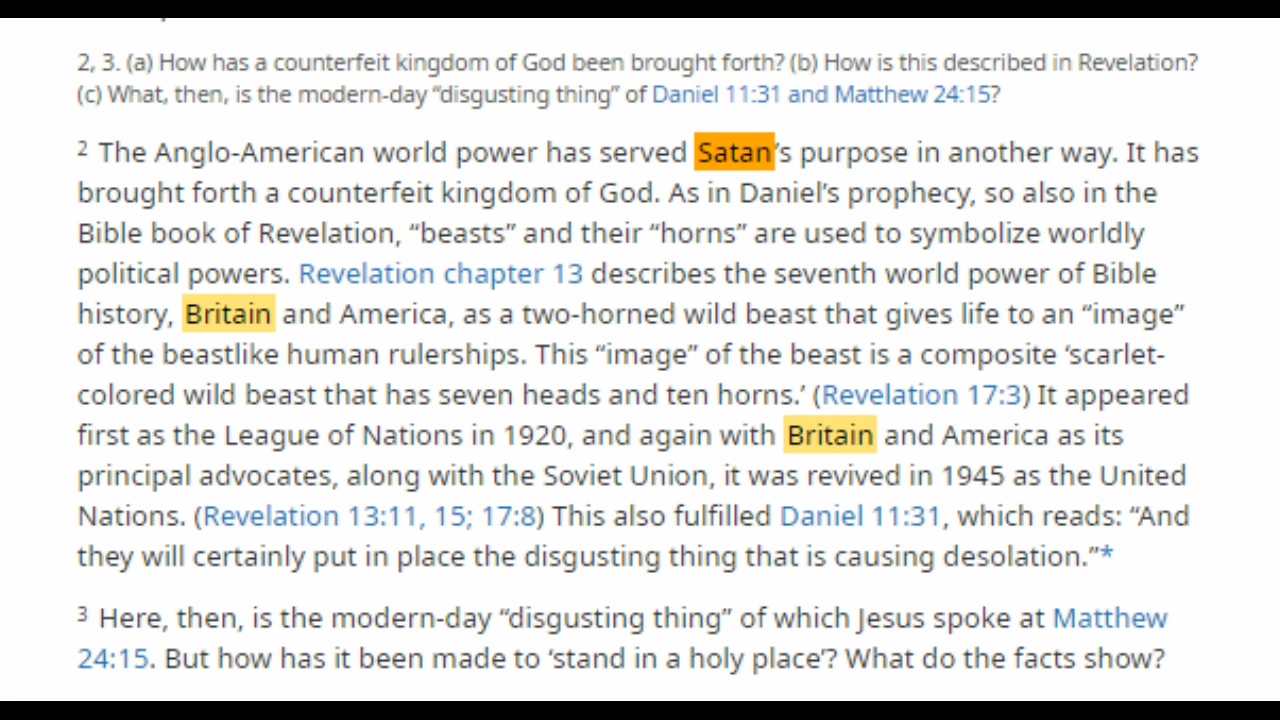 2, 3. (a) How has a counterfeit kingdom of God been brought forth? (b) How is this described in Revelation?
(c) What, then, is the modern-day “disgusting thing” of Daniel 11:31 and Matthew 24:15?
2 The Anglo-American world power has served Satan’s purpose in another way. It has
brought forth a counterfeit kingdom of God. As in Daniel’s prophecy, so also in the
Bible book of Revelation, “beasts” and their “horns” are used to symbolize worldly
political powers. Revelation chapter 13 describes the seventh world power of Bible
history, Britain and America, as a two-horned wild beast that gives life to an “image”
of the beastlike human rulerships. This “image” of the beast is a composite ‘scarlet-
colored wild beast that has seven heads and ten horns.’ (Revelation 17:3) It appeared
first as the League of Nations in 1920, and again with Britain and America as its
principal advocates, along with the Soviet Union, it was revived in 1945 as the United
Nations. (Revelation 13:11, 15; 17:8) This also fulfilled Daniel 11:31, which reads: “And
they will certainly put in place the disgusting thing that is causing desolation.”*
3 Here, then, is the modern-day “disgusting thing” of which Jesus spoke at Matthew
24:15. But how has it been made to ‘stand in a holy place’? What do the facts show?